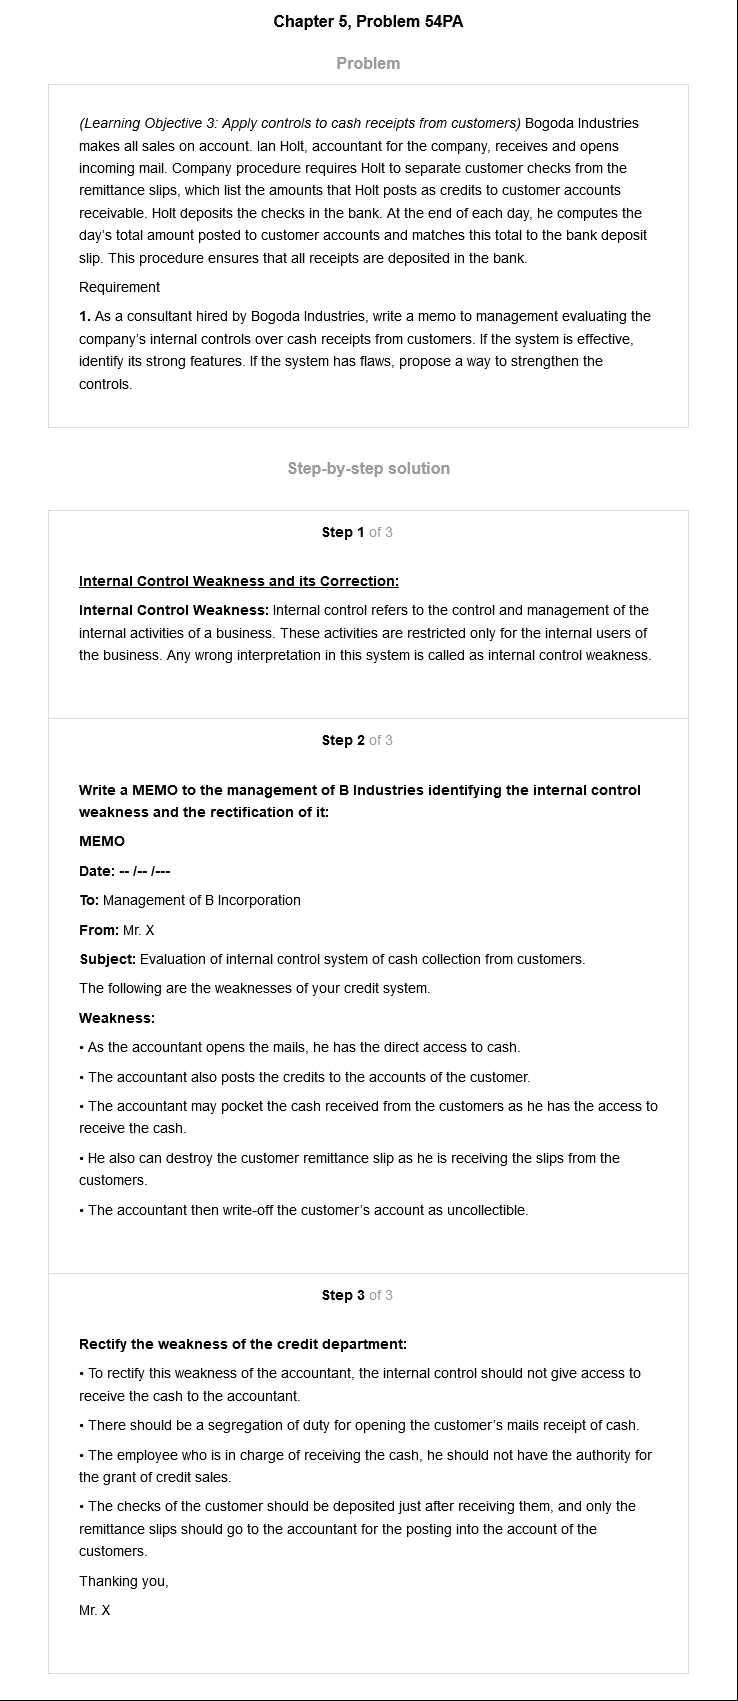 Chapter 5, Problem 54PA
Problem
(Learning Objective 3: Apply controls to cash receipts from customers) Bogoda Industries
makes all sales on account. Ian Holt, accountant for the company, receives and opens
incoming mail. Company procedure requires Holt to separate customer checks from the
remittance slips, which list the amounts that Holt posts as credits to customer accounts
receivable. Holt deposits the checks in the bank. At the end of each day, he computes the
day's total amount posted to customer accounts and matches this total to the bank deposit
slip. This procedure ensures that all receipts are deposited in the bank.
Requirement
1. As a consultant hired by Bogoda Industries, write a memo to management evaluating the
company's internal controls over cash receipts from customers. If the system is effective,
identify its strong features. If the system has flaws, propose a way to strengthen the
controls.
Step-by-step solution
Step 1 of 3
Internal Control Weakness and its Correction:
Internal Control Weakness: Internal control refers to the control and management of the
internal activities of a business. These activities are restricted only for the internal users of
the business. Any wrong interpretation in this system is called as internal control weakness.
Step 2 of 3
Write a MEMO to the management of B Industries identifying the internal control
weakness and the rectification of it:
MEMO
Date: -- /-- /---
To: Management of B Incorporation
From: Mr. X
Subject: Evaluation of internal control system of cash collection from customers.
The following are the weaknesses of your credit system.
Weakness:
• As the accountant opens the mails, he has the direct access to cash.
• The accountant also posts the credits to the accounts of the customer.
• The accountant may pocket the cash received from the customers as he has the access to
receive the cash.
• He also can destroy the customer remittance slip as he is receiving the slips from the
customers.
• The accountant then write-off the customer's account as uncollectible.
Step 3 of 3
Rectify the weakness of the credit department:
• To rectify this weakness of the accountant, the internal control should not give access to
receive the cash to the accountant.
• There should be a segregation of duty for opening the customer's mails receipt of cash.
• The employee who is in charge of receiving the cash, he should not have the authority for
the grant of credit sales.
• The checks of the customer should be deposited just after receiving them, and only the
remittance slips should go to the accountant for the posting into the account of the
customers.
Thanking you,
Mr. X